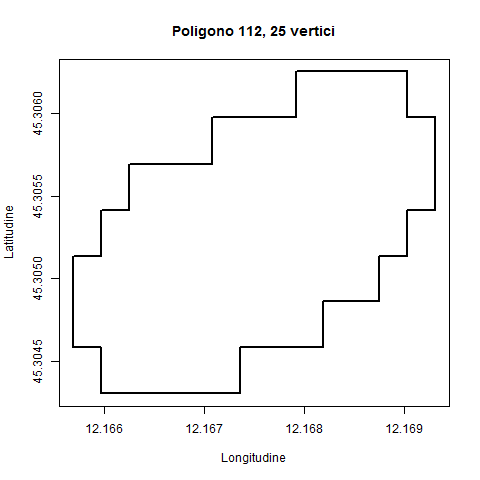 Poligono 112, 25 vertici
45.3060
45.3055
45.3050
45.3045
Latitudine
12.166 12.167 12.168 12.169
Longitudine